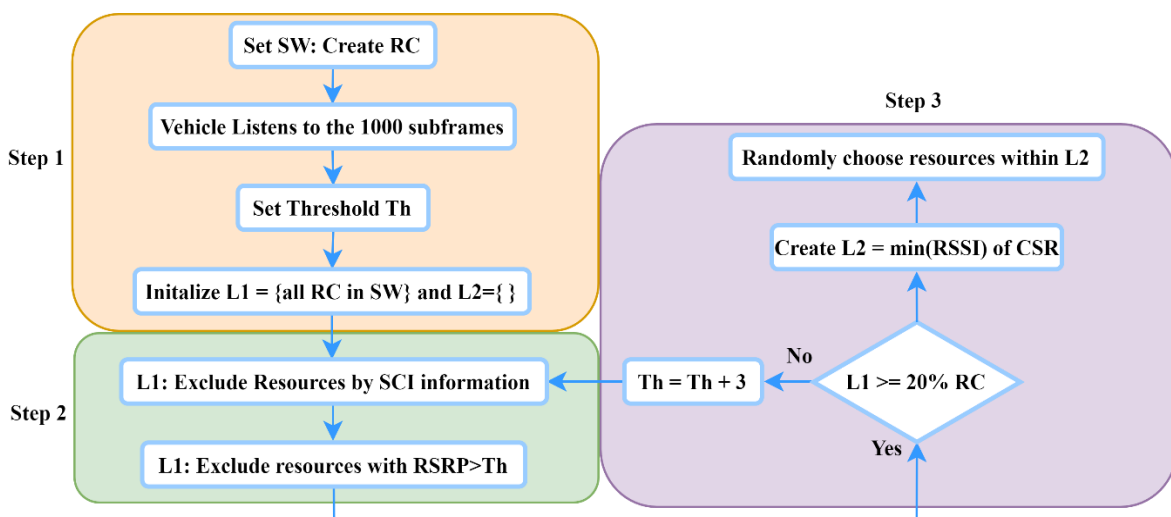 Step 1
Set SW: Create RC
Vehicle Listens to the 1000 subframes
Set Threshold Th
Initalize L1 = {all RC in SW} and L2={ }
Step 2
L1: Exclude Resources by SCI information
L1: Exclude resources with RSRP>Th
Step 3
Randomly choose resources within L2
Create L2 = min(RSSI) of CSR
No
Th = Th + 3
L1 >= 20% RC
Yes